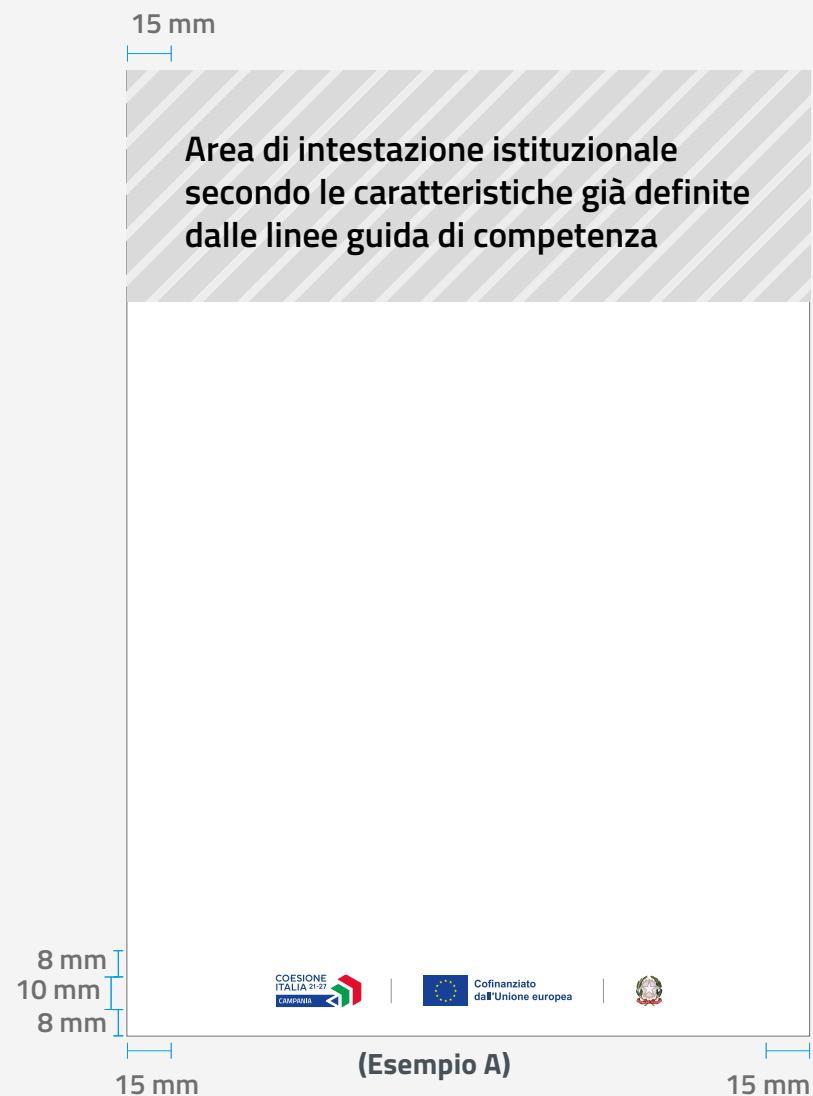 15 mm
Area di intestazione istituzionale
secondo le caratteristiche già definite
dalle linee guida di competenza
8 mm
10 mm
8 mm
COESIONE
ITALIA 21-27
CAMPANIA
Cofinanziato
dall'Unione europea
(Esempio A)
15 mm
15 mm